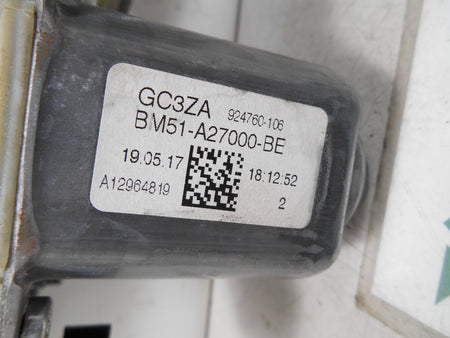 GC3ZA 924760-106
BM51-A27000-BE
19.05.17 18:12:52
A12964819 2